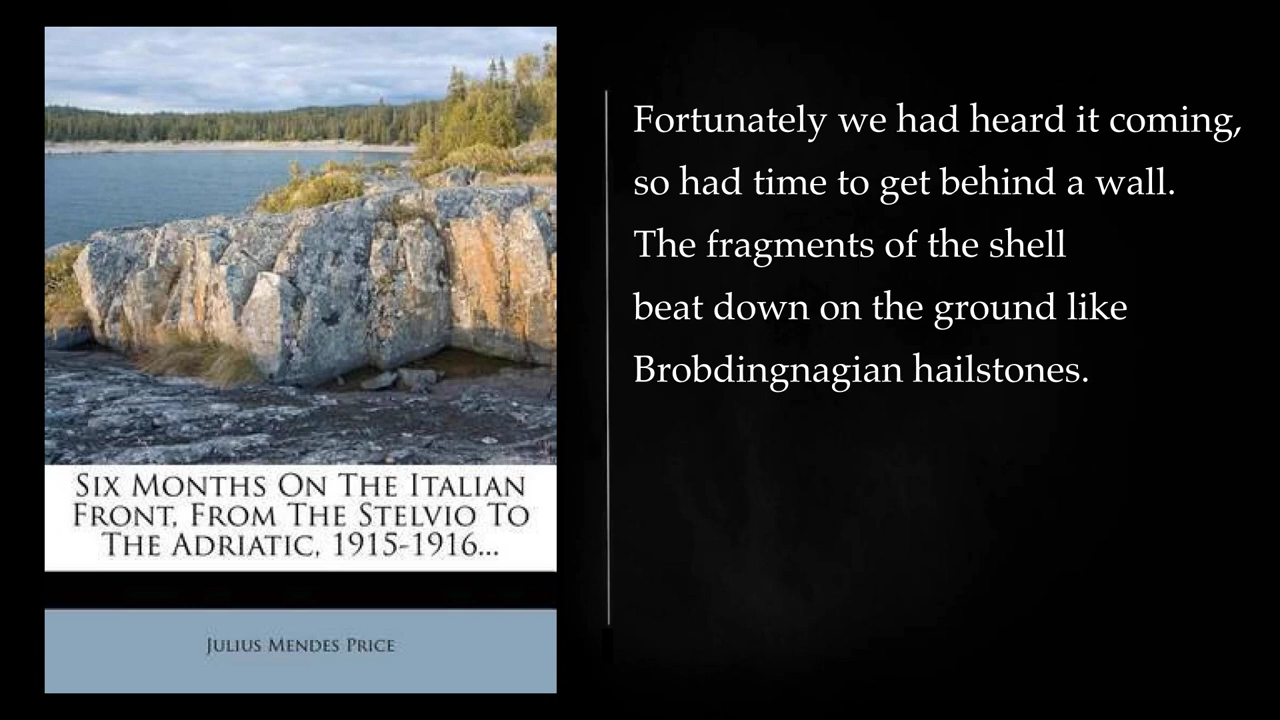 Fortunately we had heard it coming,
so had time to get behind a wall.
The fragments of the shell
beat down on the ground like
Brobdingnagian hailstones.
Six Months On The Italian
Front, From The Stelvio To
The Adriatic, 1915-1916...
Julius Mendes Price